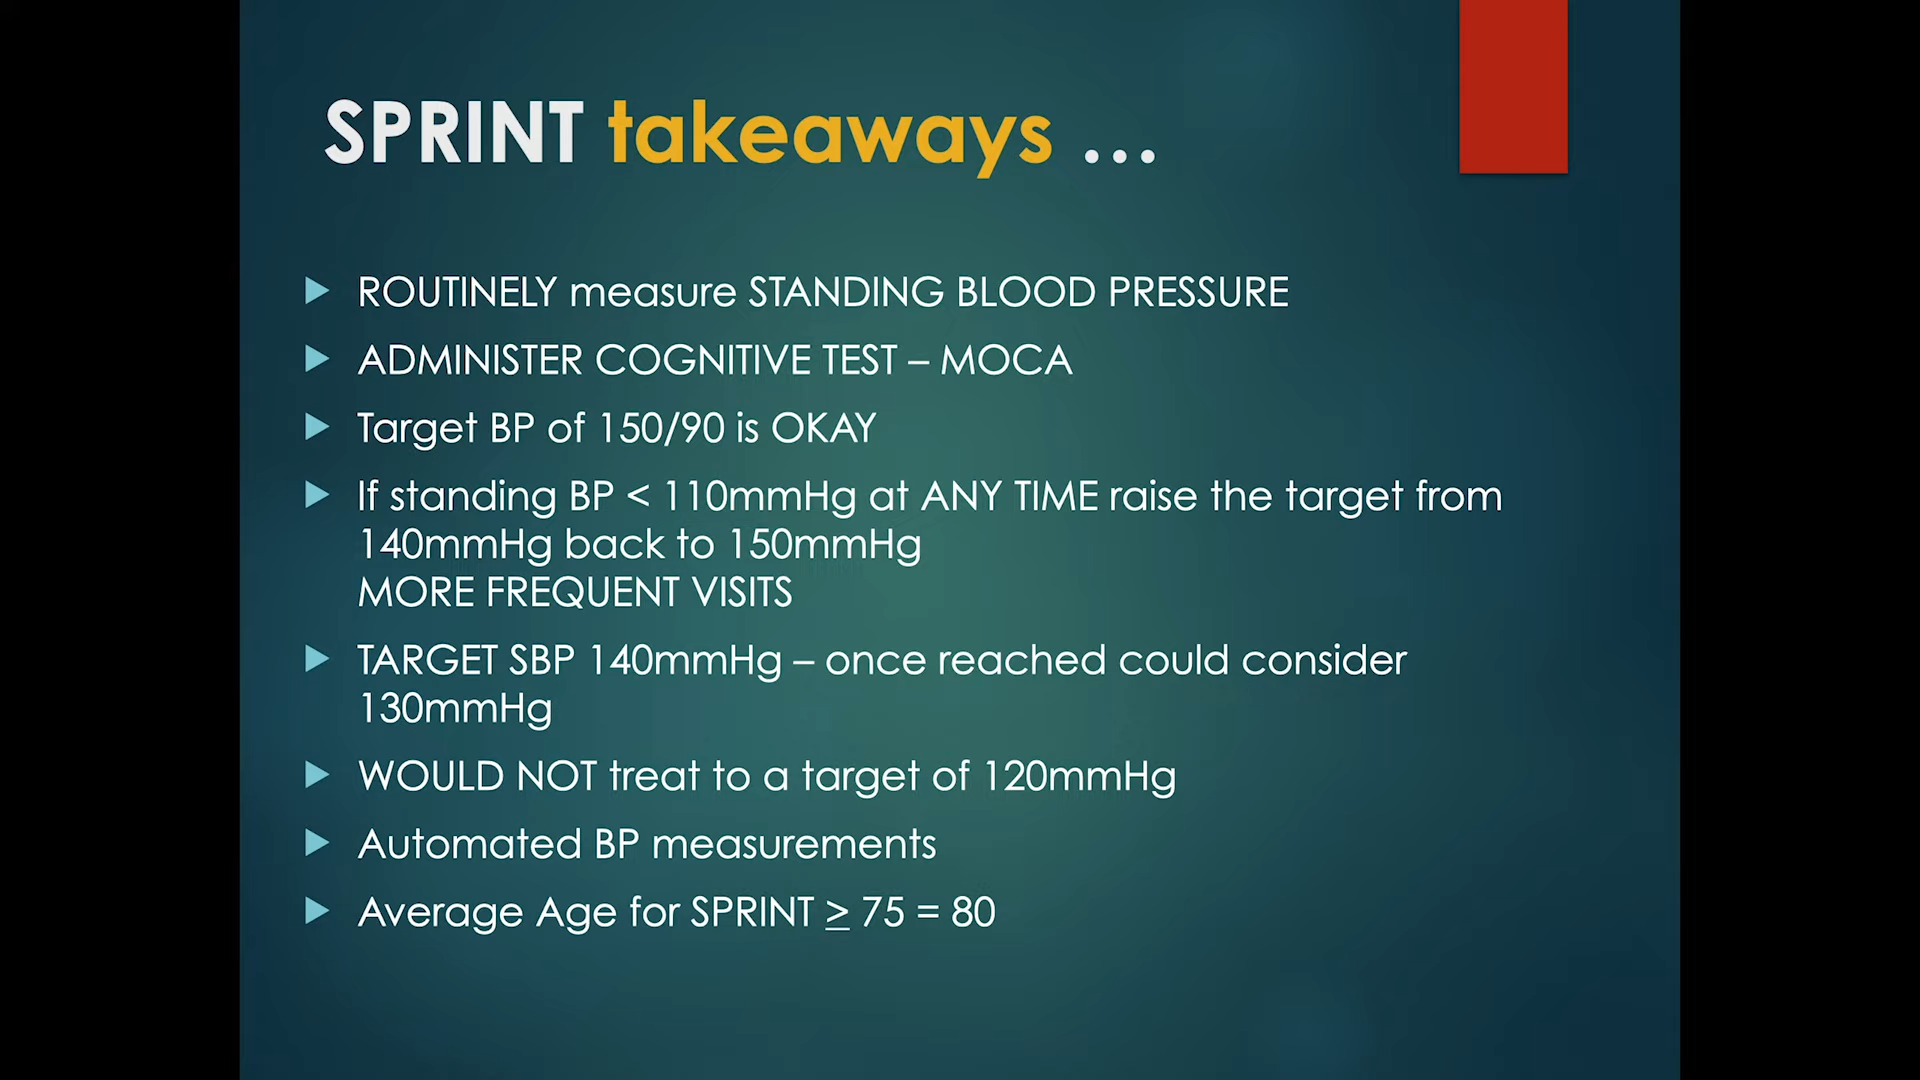 SPRINT takeaways ...
ROUTINELY measure STANDING BLOOD PRESSURE
ADMINISTER COGNITIVE TEST – MOCA
Target BP of 150/90 is OKAY
If standing BP < 110mmHg at ANY TIME raise the target from
140mmHg back to 150mmHg
MORE FREQUENT VISITS
TARGET SBP 140mmHg – once reached could consider
130mmHg
WOULD NOT treat to a target of 120mmHg
Automated BP measurements
Average Age for SPRINT ≥ 75 = 80